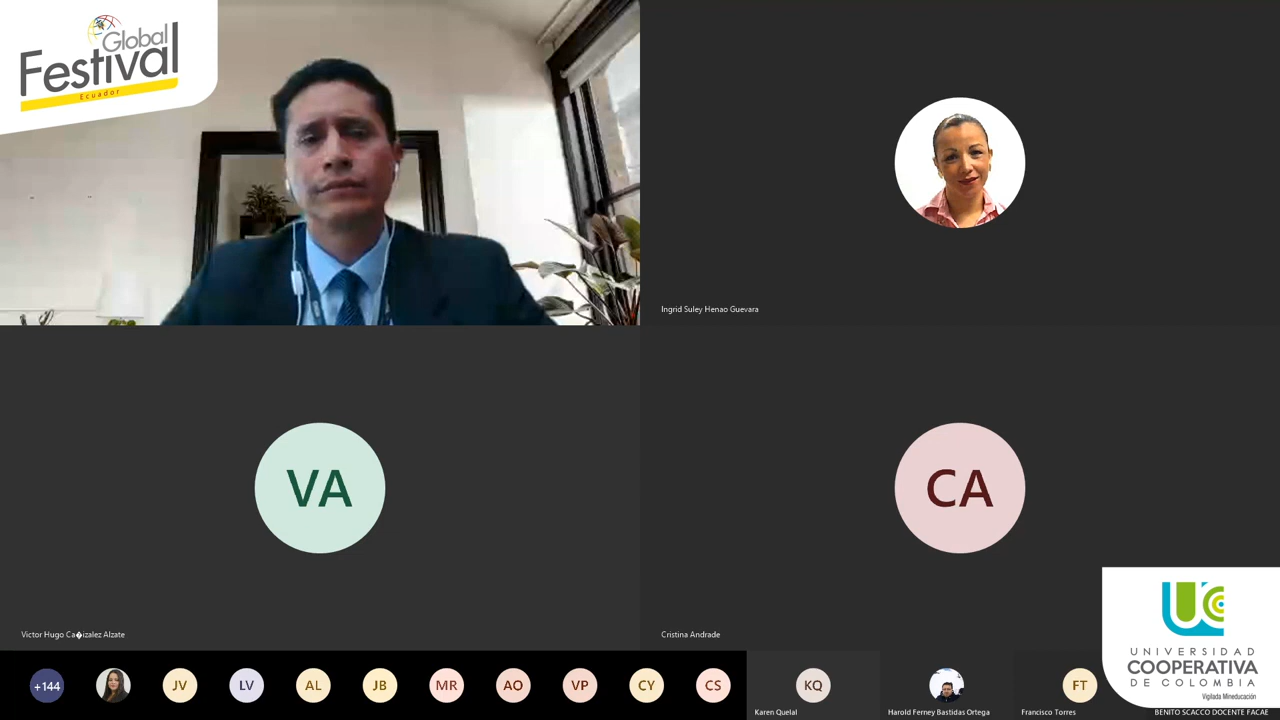 Global
Festival
Ecuador
Ingrid Suley Henao Guevara
VA
CA
Victor Hugo Ca�izalez Alzate
Cristina Andrade
+144
JV
LV
AL
JB
MR
AO
VP
CY
CS
KQ
FT
Karen Quelal
Harold Ferney Bastidas Ortega
Francisco Torres
BENITO SCACCO DOCENTE FACAE
UNIVERSIDAD
COOPERATIVA
DE COLOMBIA
Vigilada Mineducación